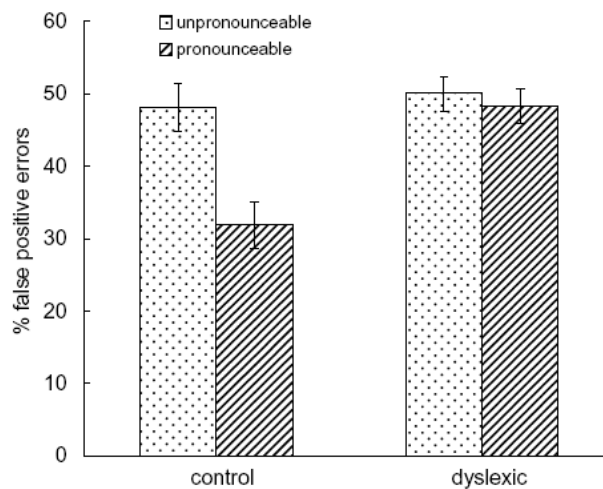 60
unpronounceable
pronounceable
50
40
30
20
10
0
% false positive errors
control
dyslexic